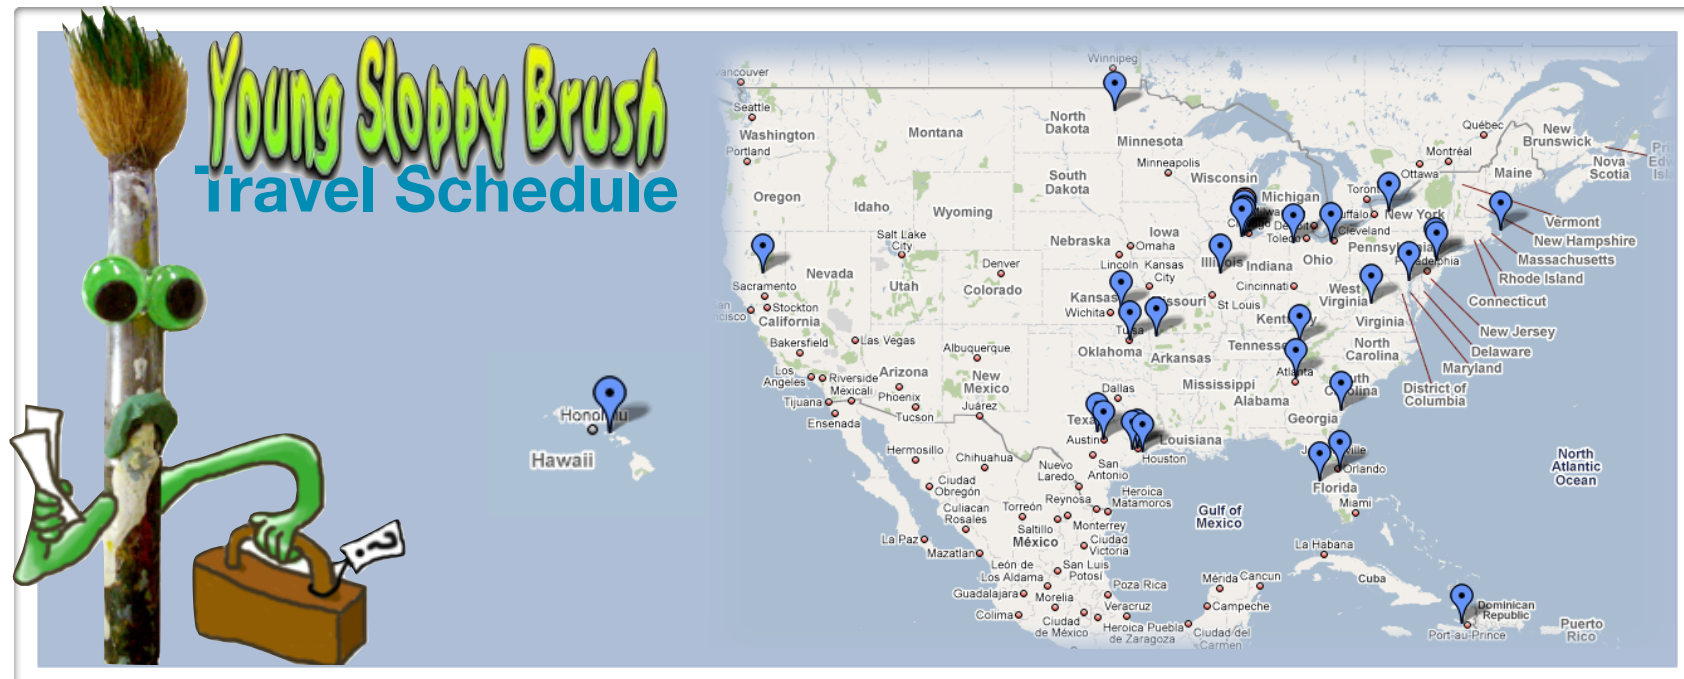 Young Sloppy Brush
Travel Schedule
?
Winnipeg
Vancouver
Seattle
Washington
Portland
Montana
North
Dakota
Minnesota
Minneapolis
Wisconsin
Michigan
Québec
Montréal
Ottawa
New
Brunswick
Nova
Scotia
Maine
Oregon
Idaho
Wyoming
South
Dakota
Iowa
New York
Vermont
New Hampshire
Massachusetts
Rhode Island
Connecticut
New Jersey
Delaware
Maryland
District of
Columbia
Salt Lake
City
Nebraska
Omaha
Lincoln
Kansas
City
Indiana
Ohio
Toledo
Cleveland
Nevada
Utah
Denver
Colorado
Kansas
Wichita
St Louis
Cincinnati
West
Virginia
Virginia
Sacramento
Stockton
California
Bakersfield
Las Vegas
Albuquerque
Oklahoma
Tulsa
Arkansas
North
Carolina
Los
Angeles
Riverside
Mexicali
Arizona
Phoenix
New
Mexico
Dallas
Mississippi
Alabama
Atlanta
Georgia
Tijuana
Ensenada
Tucson
Juárez
Austin
Louisiana
Houston
San
Antonio
Orlando
Florida
Miami
Honolulu
Hawaii
Hermosillo
Chihuahua
Nuevo
Laredo
Ciudad
Obregón
Reynosa
Heroica
Matamoros
Culiacan
Rosales
Torreón
Saltillo
Monterrey
México
Gulf of
Mexico
North
Atlantic
Ocean
La Paz
Mazatlan
Ciudad
Victoria
León de
Los Aldama
San Luis
Potosí
Guadalajara
Morelia
Poza Rica
Colima
Veracruz
Ciudad
de México
Heroica Puebla
de Zaragoza
Mérida
Cancun
Campeche
Ciudad del
Carmen
La Habana
Cuba
Dominican
Republic
Port-au-Prince
Puerto
Rico